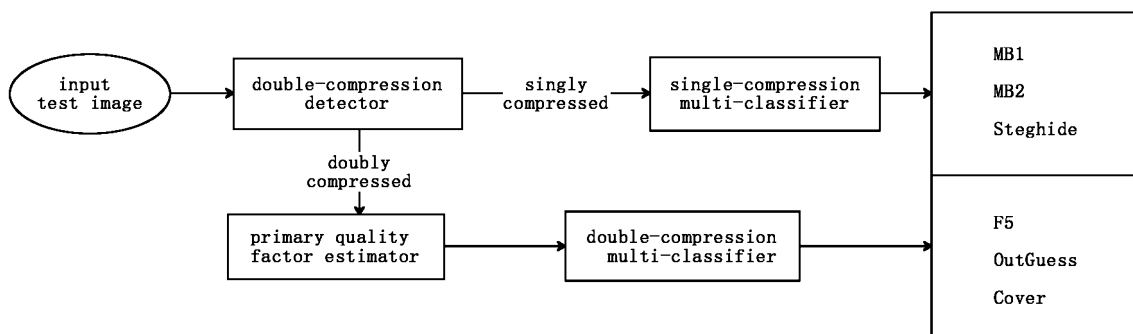 input
test image
double-compression
detector
singly
compressed
single-compression
multi-classifier
MB1
MB2
Steghide
doubly
compressed
primary quality
factor estimator
double-compression
multi-classifier
F5
OutGuess
Cover